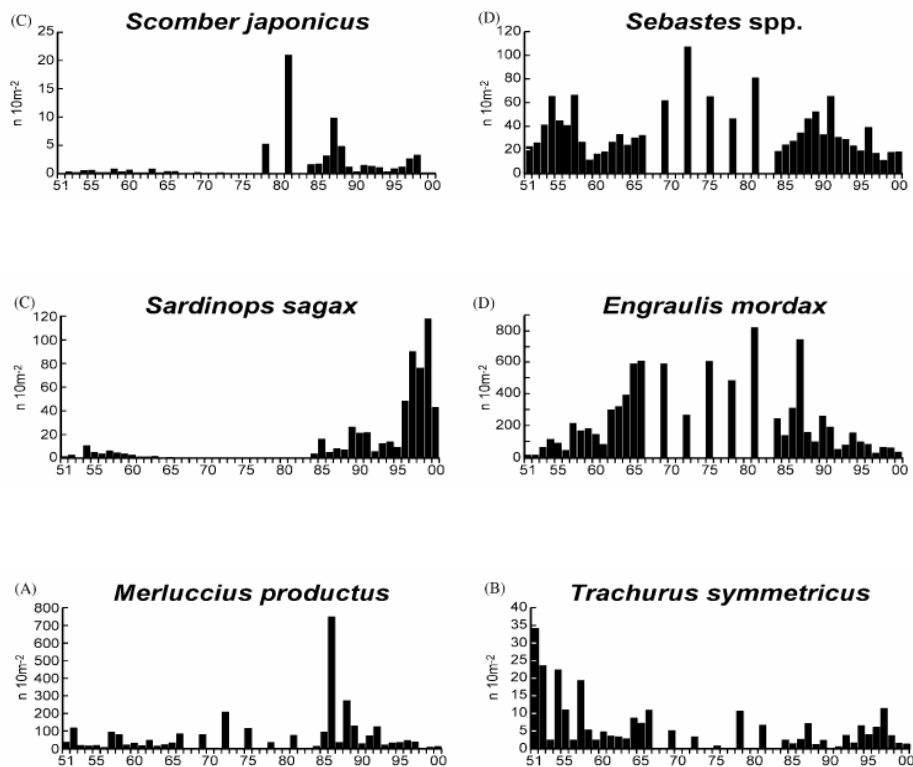 (C) Scomber japonicus
25
20
15
10
5
0
n 10m-2
51 55 60 65 70 75 80 85 90 95 00
(D) Sebastes spp.
120
100
80
60
40
20
0
n 10m-2
51 55 60 65 70 75 80 85 90 95 00
(C) Sardinops sagax
120
100
80
60
40
20
0
n 10m-2
51 55 60 65 70 75 80 85 90 95 00
(D) Engraulis mordax
800
600
400
200
0
n 10m-2
51 55 60 65 70 75 80 85 90 95 00
(A) Merluccius productus
800
700
600
500
400
300
200
100
0
n 10m-2
51 55 60 65 70 75 80 85 90 95 00
(B) Trachurus symmetricus
40
35
30
25
20
15
10
5
0
n 10m-2
51 55 60 65 70 75 80 85 90 95 00